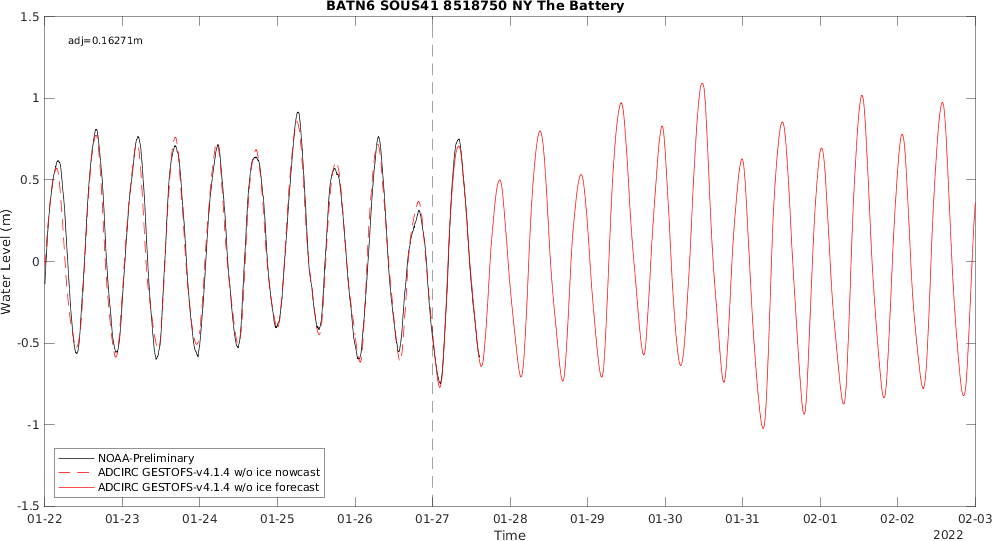 BATN6 SOUS41 8518750 NY The Battery
1.5
adj=0.16271m
1
0.5
0
-0.5
-1
-1.5
Water Level (m)
NOAA-Preliminary
ADCIRC GESTOFS-v4.1.4 w/o ice nowcast
ADCIRC GESTOFS-v4.1.4 w/o ice forecast
01-22 01-23 01-24 01-25 01-26 01-27 01-28 01-29 01-30 01-31 02-01 02-02 02-03
Time
2022